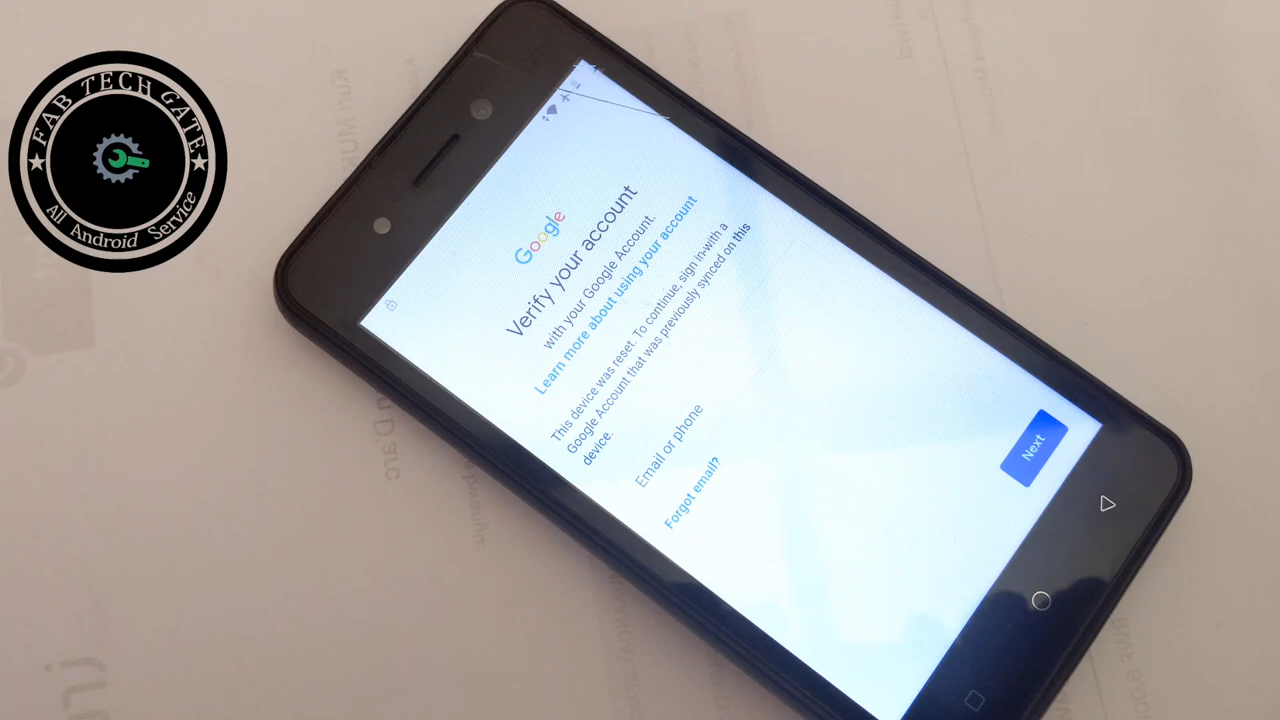 FAB TECH GATE
All Android Service
Google
Verify your account
with your Google Account.
Learn more about using your account
This device was reset. To continue, sign in with a
Google Account that was previously synced on this
device.
Email or phone
Forgot email?
Next